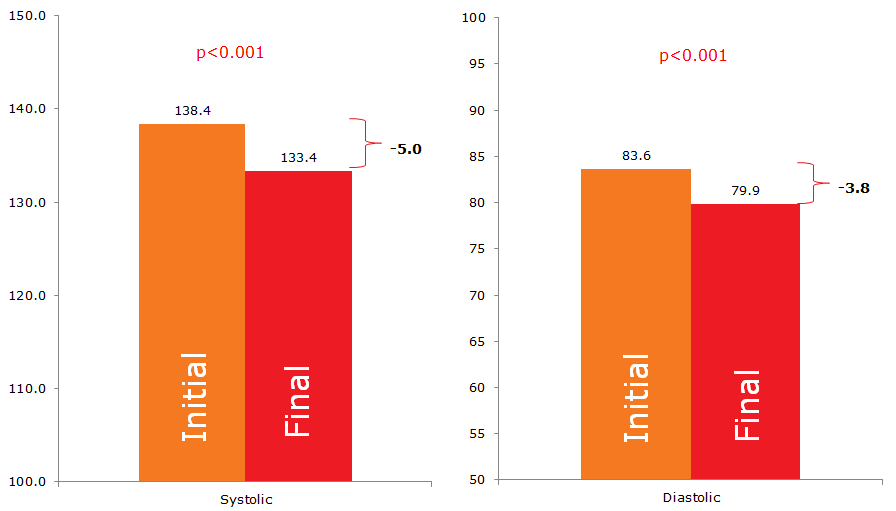 150.0
140.0
130.0
120.0
110.0
100.0
p<0.001
138.4
133.4
-5.0
Initial
Final
Systolic
100
95
90
85
80
75
70
65
60
55
50
p<0.001
83.6
79.9
-3.8
Initial
Final
Diastolic